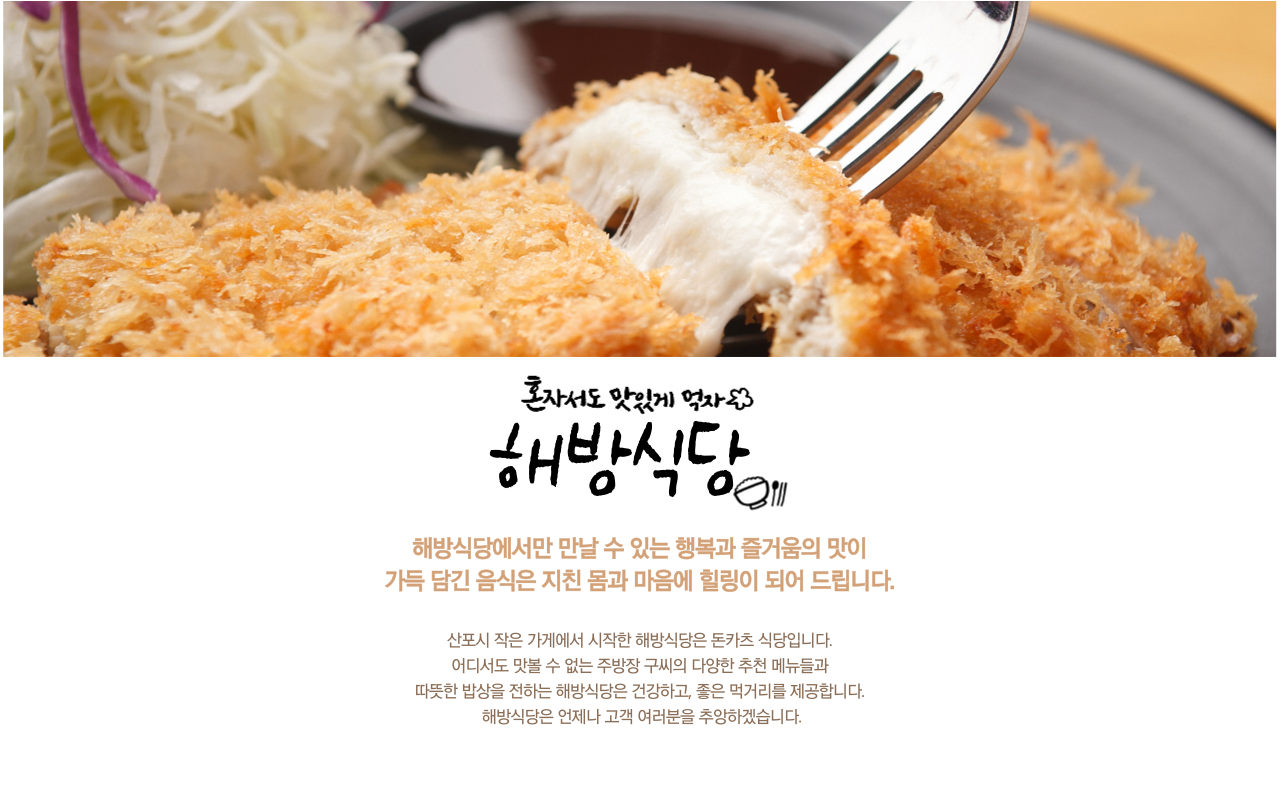 혼자서도 맛있게 먹자
해방식당
해방식당에서만 만날 수 있는 행복과 즐거움의 맛이
가득 담긴 음식은 지친 몸과 마음에 힐링이 되어 드립니다.
산포시 작은 가게에서 시작한 해방식당은 돈카츠 식당입니다.
어디서도 맛볼 수 없는 주방장 구씨의 다양한 추천 메뉴들과
따뜻한 밥상을 전하는 해방식당은 건강하고, 좋은 먹거리를 제공합니다.
해방식당은 언제나 고객 여러분을 추앙하겠습니다.